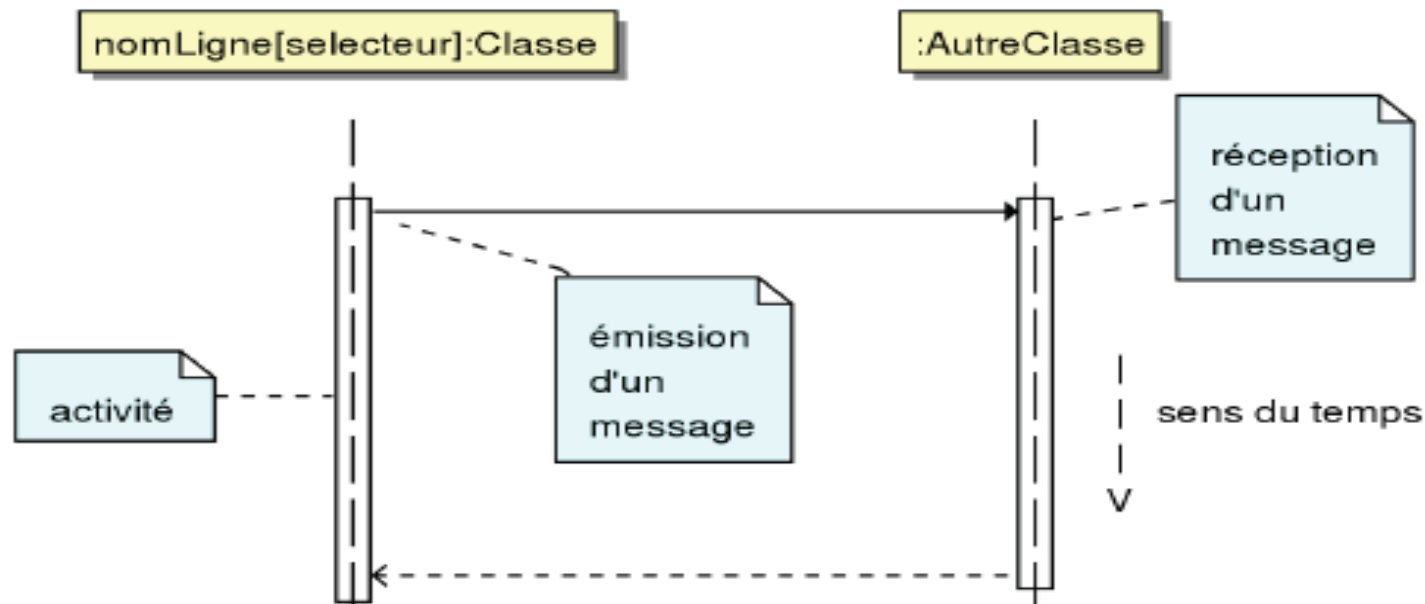 nomLigne[selecteur]:Classe
:AutreClasse
réception
d'un
message
émission
d'un
message
activité
sens du temps